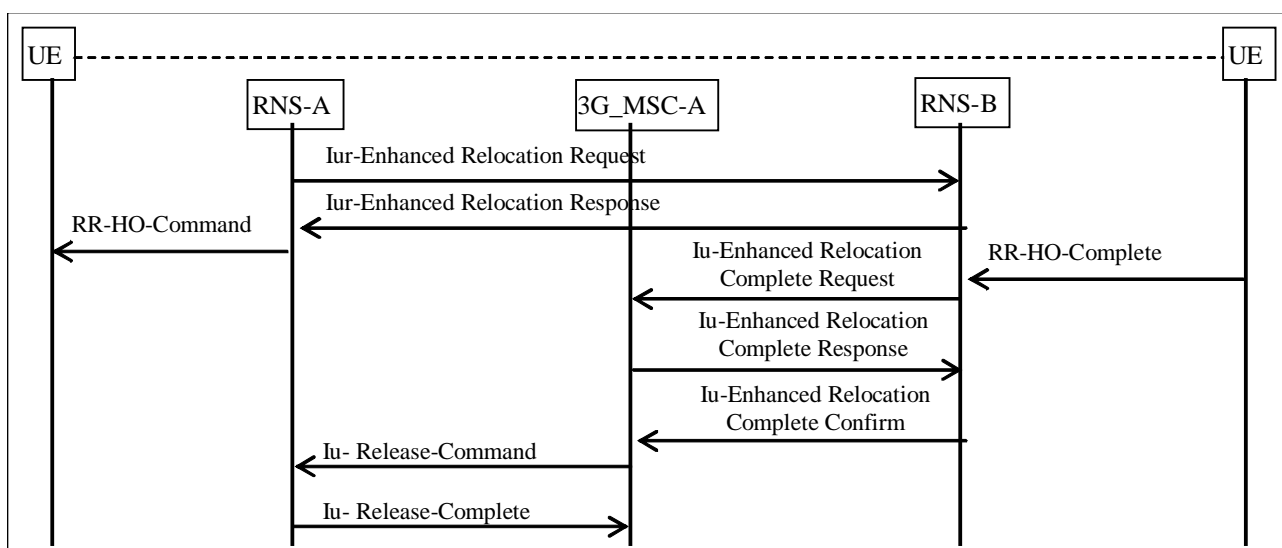 UE
UE
RNS-A
3G_MSC-A
RNS-B
Iur-Enhanced Relocation Request
Iur-Enhanced Relocation Response
RR-HO-Command
Iu-Enhanced Relocation
Complete Request
RR-HO-Complete
Iu-Enhanced Relocation
Complete Response
Iu-Enhanced Relocation
Complete Confirm
Iu- Release-Command
Iu- Release-Complete